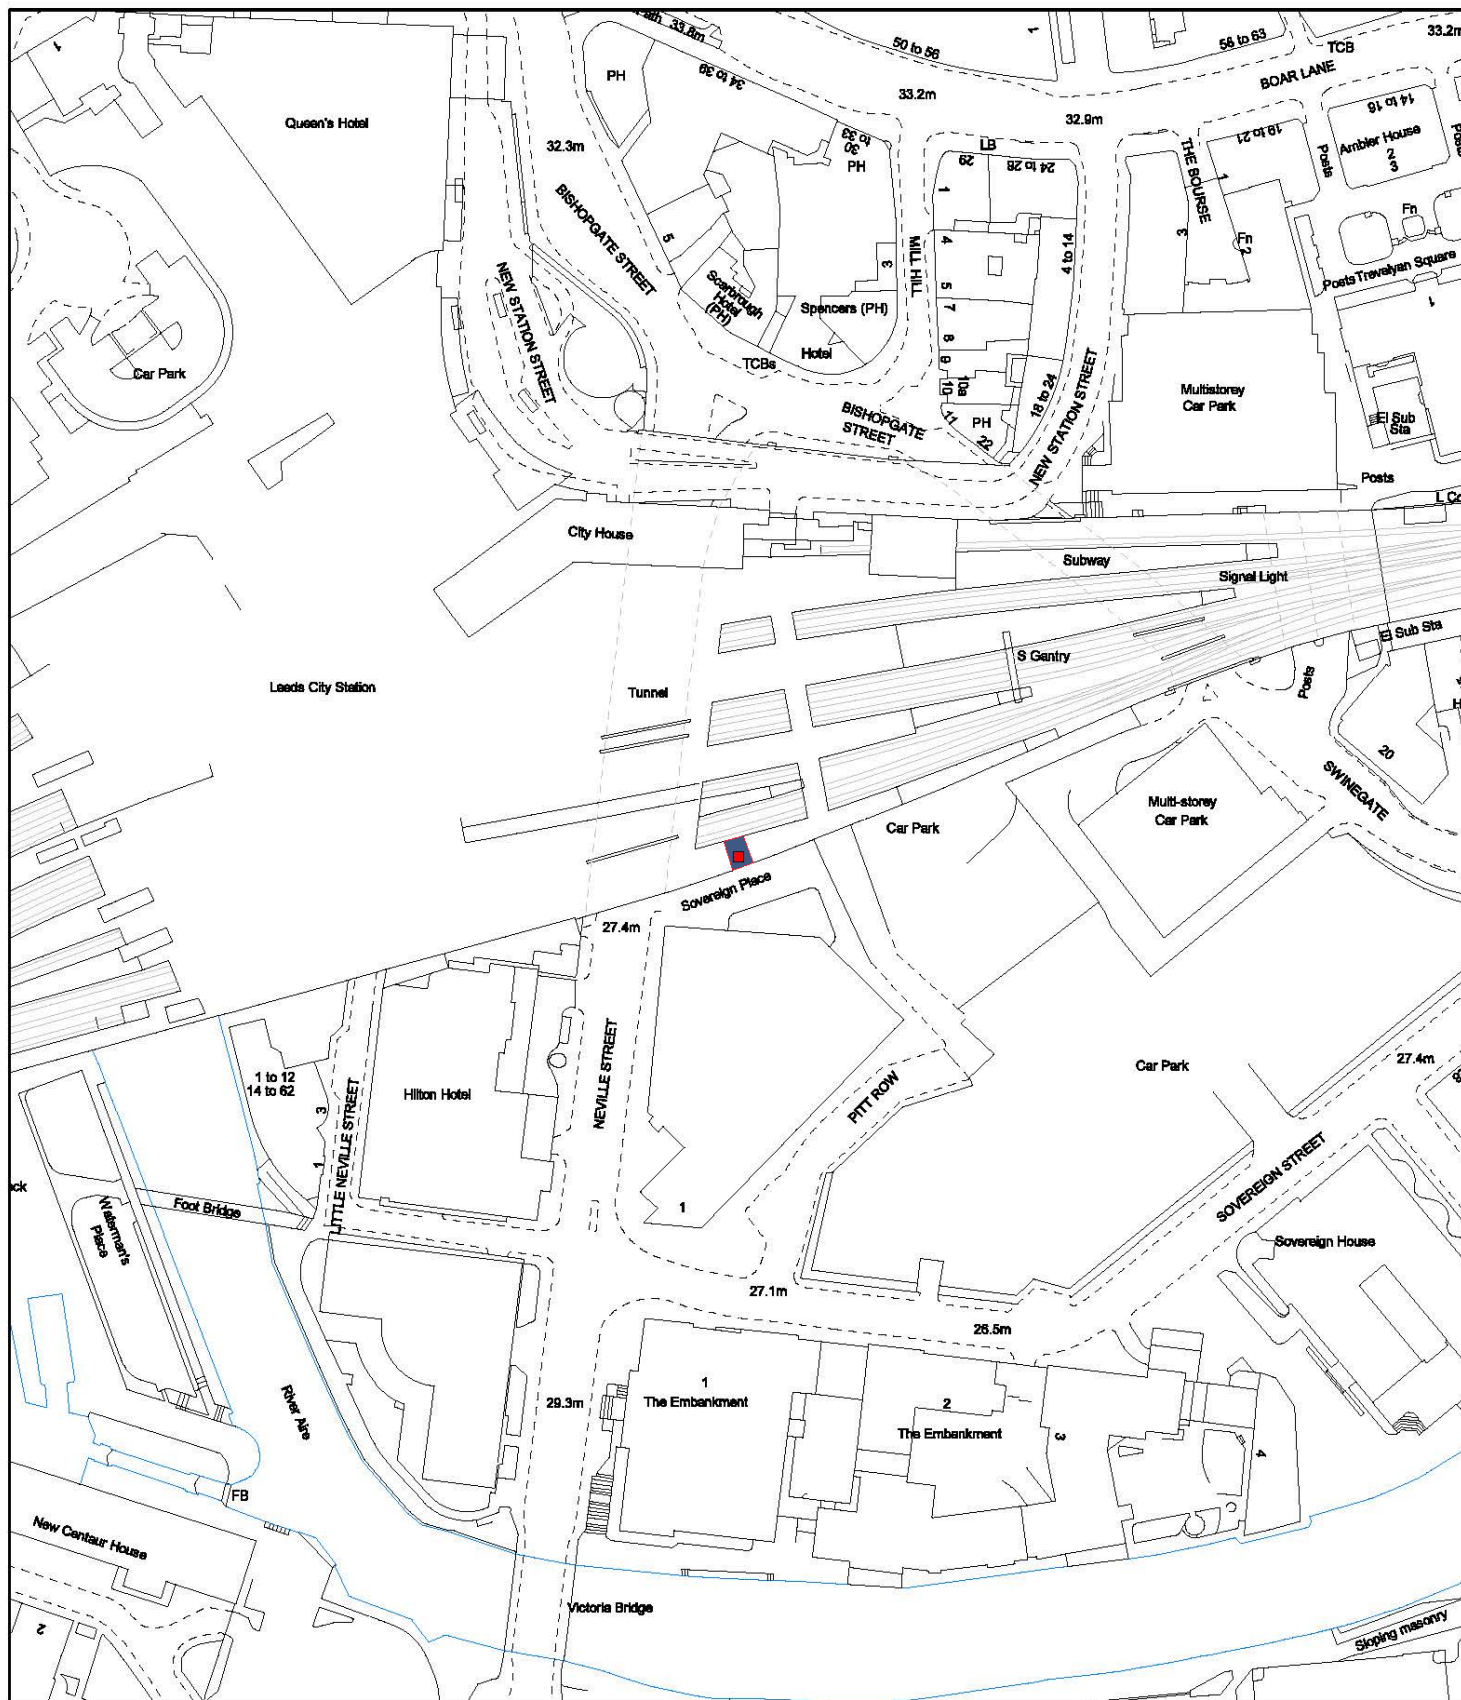 33.8m
50 to 56
1
56 to 63
TCB
33.2m
1
PH
34 to 39
33.2m
BOAR LANE
14 to 16
Queen's Hotel
32.3m
30 to 33
PH
32.9m
LB
29
24 to 28
THE BOURSE
19 to 21
Posts
Ambler House
2
3
Posts
BISHOPGATE STREET
5
1
4
5
7
8
9
10
10a
11
MILL HILL
4 to 14
3
1
Fn
2
Fn
Posts
Trevelyan Square
1
NEW STATION STREET
Scarbrough
Hotel
(PH)
3
Spencers (PH)
Hotel
TCBs
Car Park
BISHOPGATE
STREET
PH
22
18 to 24
NEW STATION STREET
Multistorey
Car Park
El Sub
Sta
Posts
City House
Subway
Signal Light
El Sub Sta
S Gantry
Posts
Leeds City Station
Tunnel
20
SWINEGATE
Multi-storey
Car Park
Car Park
Sovereign Place
27.4m
NEVILLE STREET
1 to 12
14 to 62
3
1
LITTLE NEVILLE STREET
Hilton Hotel
PITT ROW
Car Park
27.4m
SOVEREIGN STREET
Foot Bridge
Waterman's
Place
1
Sovereign House
27.1m
26.5m
River Aire
29.3m
1
The Embankment
2
The Embankment
3
4
FB
New Centaur House
2
Victoria Bridge
Sloping masonry